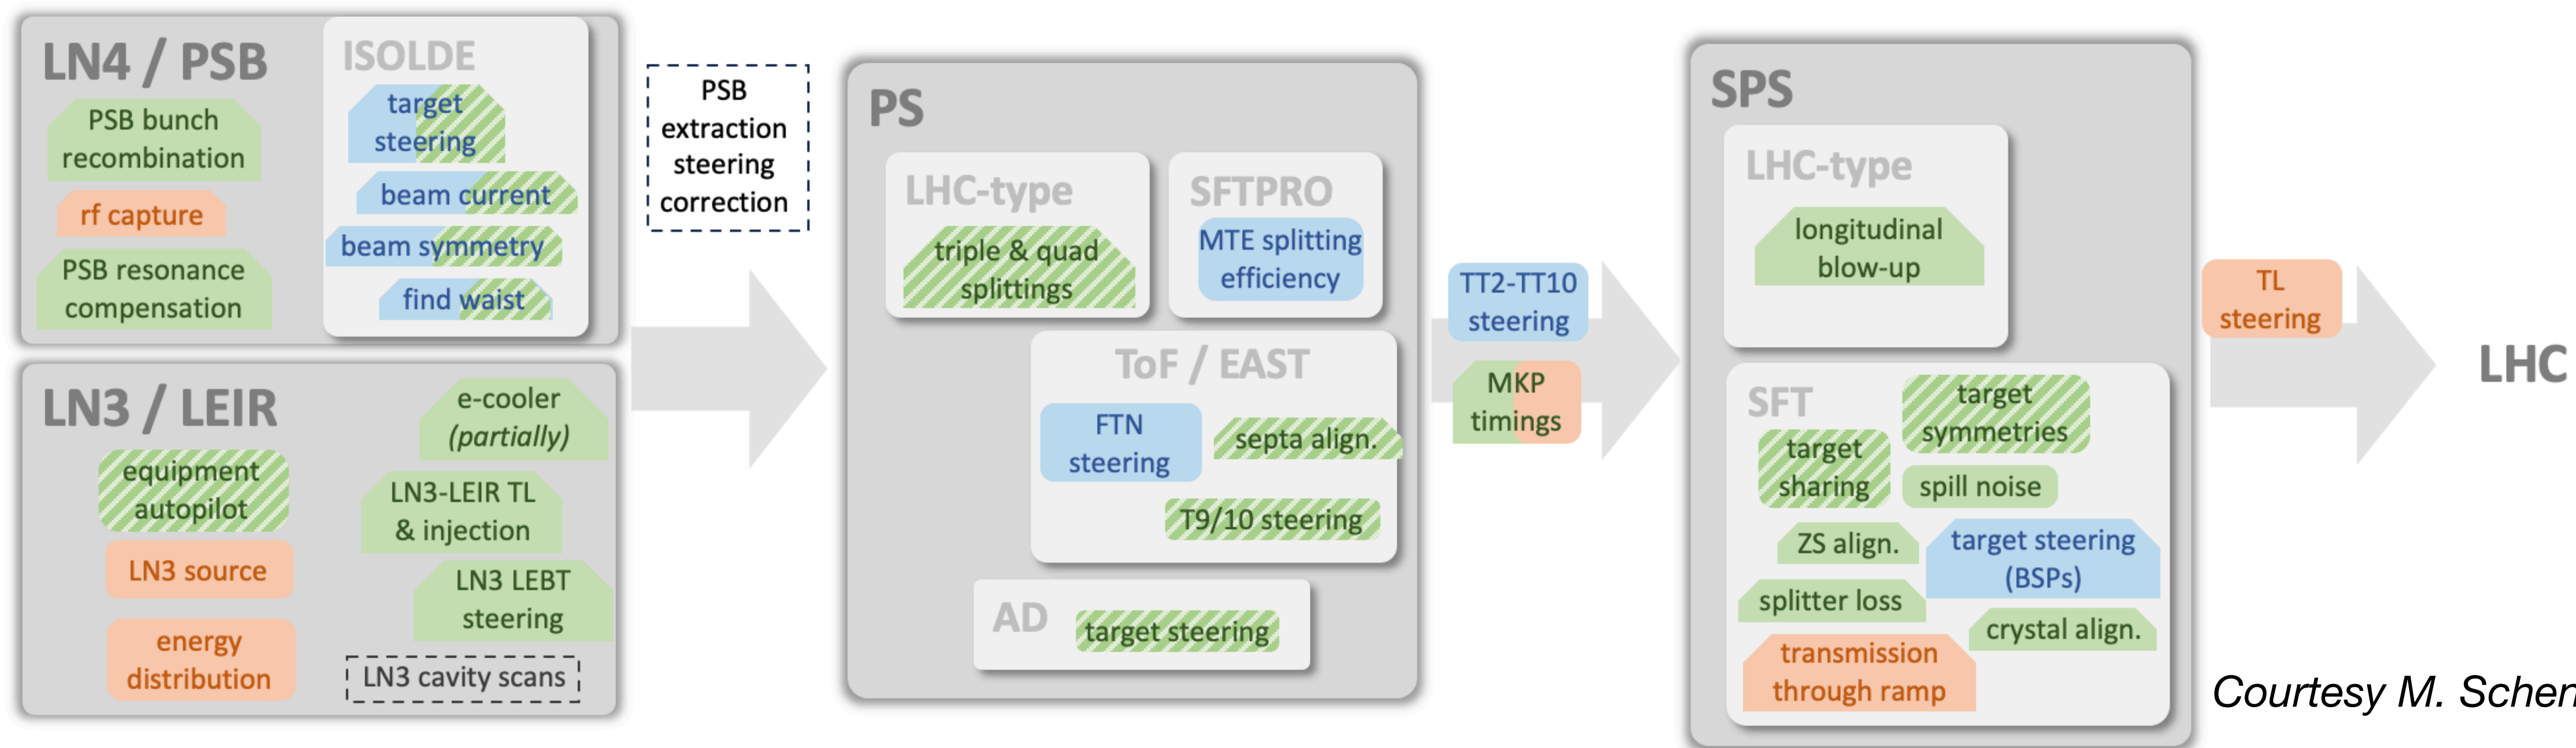 LN4 / PSB
PSB bunch
recombination
rf capture
PSB resonance
compensation
ISOLDE
target
steering
beam current
beam symmetry
find waist
LN3 / LEIR
equipment
autopilot
LN3 source
energy
distribution
e-cooler
(partially)
LN3-LEIR TL
& injection
LN3 LEBT
steering
LN3 cavity scans
PSB
extraction
steering
correction
PS
LHC-type
triple & quad
splittings
SFTPRO
MTE splitting
efficiency
ToF / EAST
FTN
steering
septa align.
T9/10 steering
AD
target steering
TT2-TT10
steering
MKP
timings
SPS
LHC-type
longitudinal
blow-up
SFT
target
symmetries
target
sharing
spill noise
ZS align.
target steering
(BSPs)
splitter loss
crystal align.
transmission
through ramp
TL
steering
LHC
Courtesy M. Schen